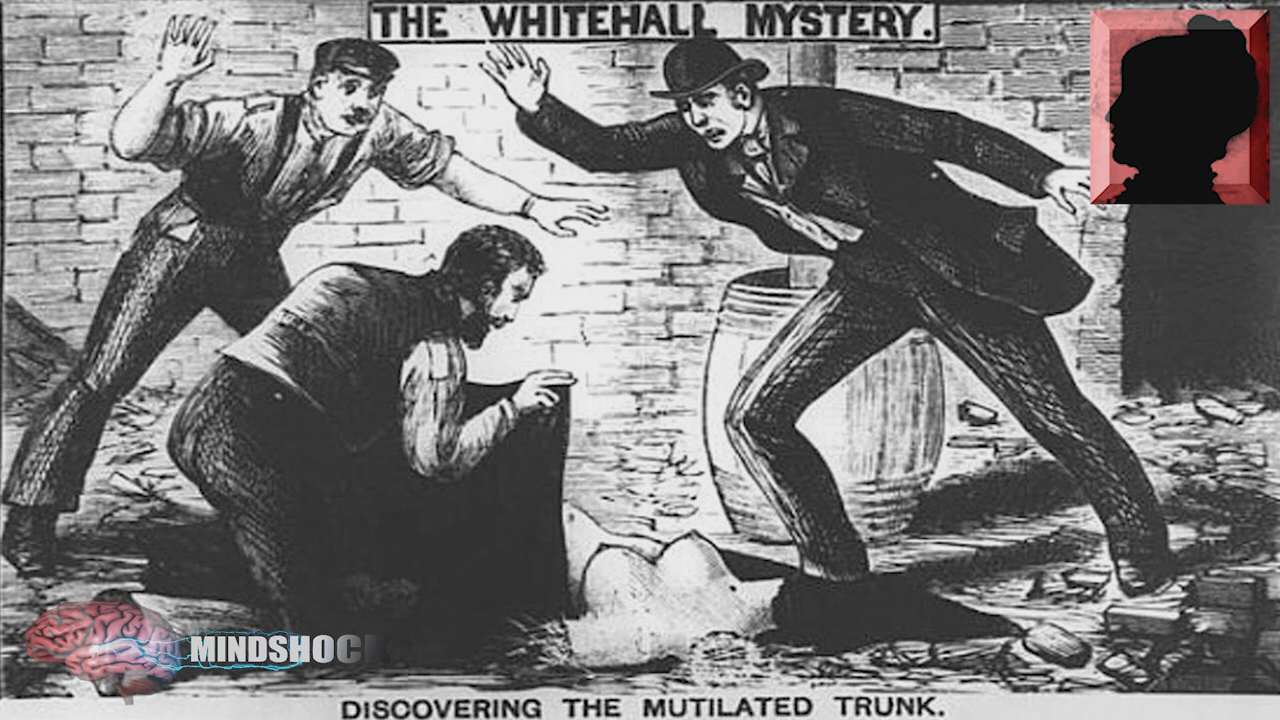 THE WHITEHALL MYSTERY.
MINDSHOCK
DISCOVERING THE MUTILATED TRUNK.